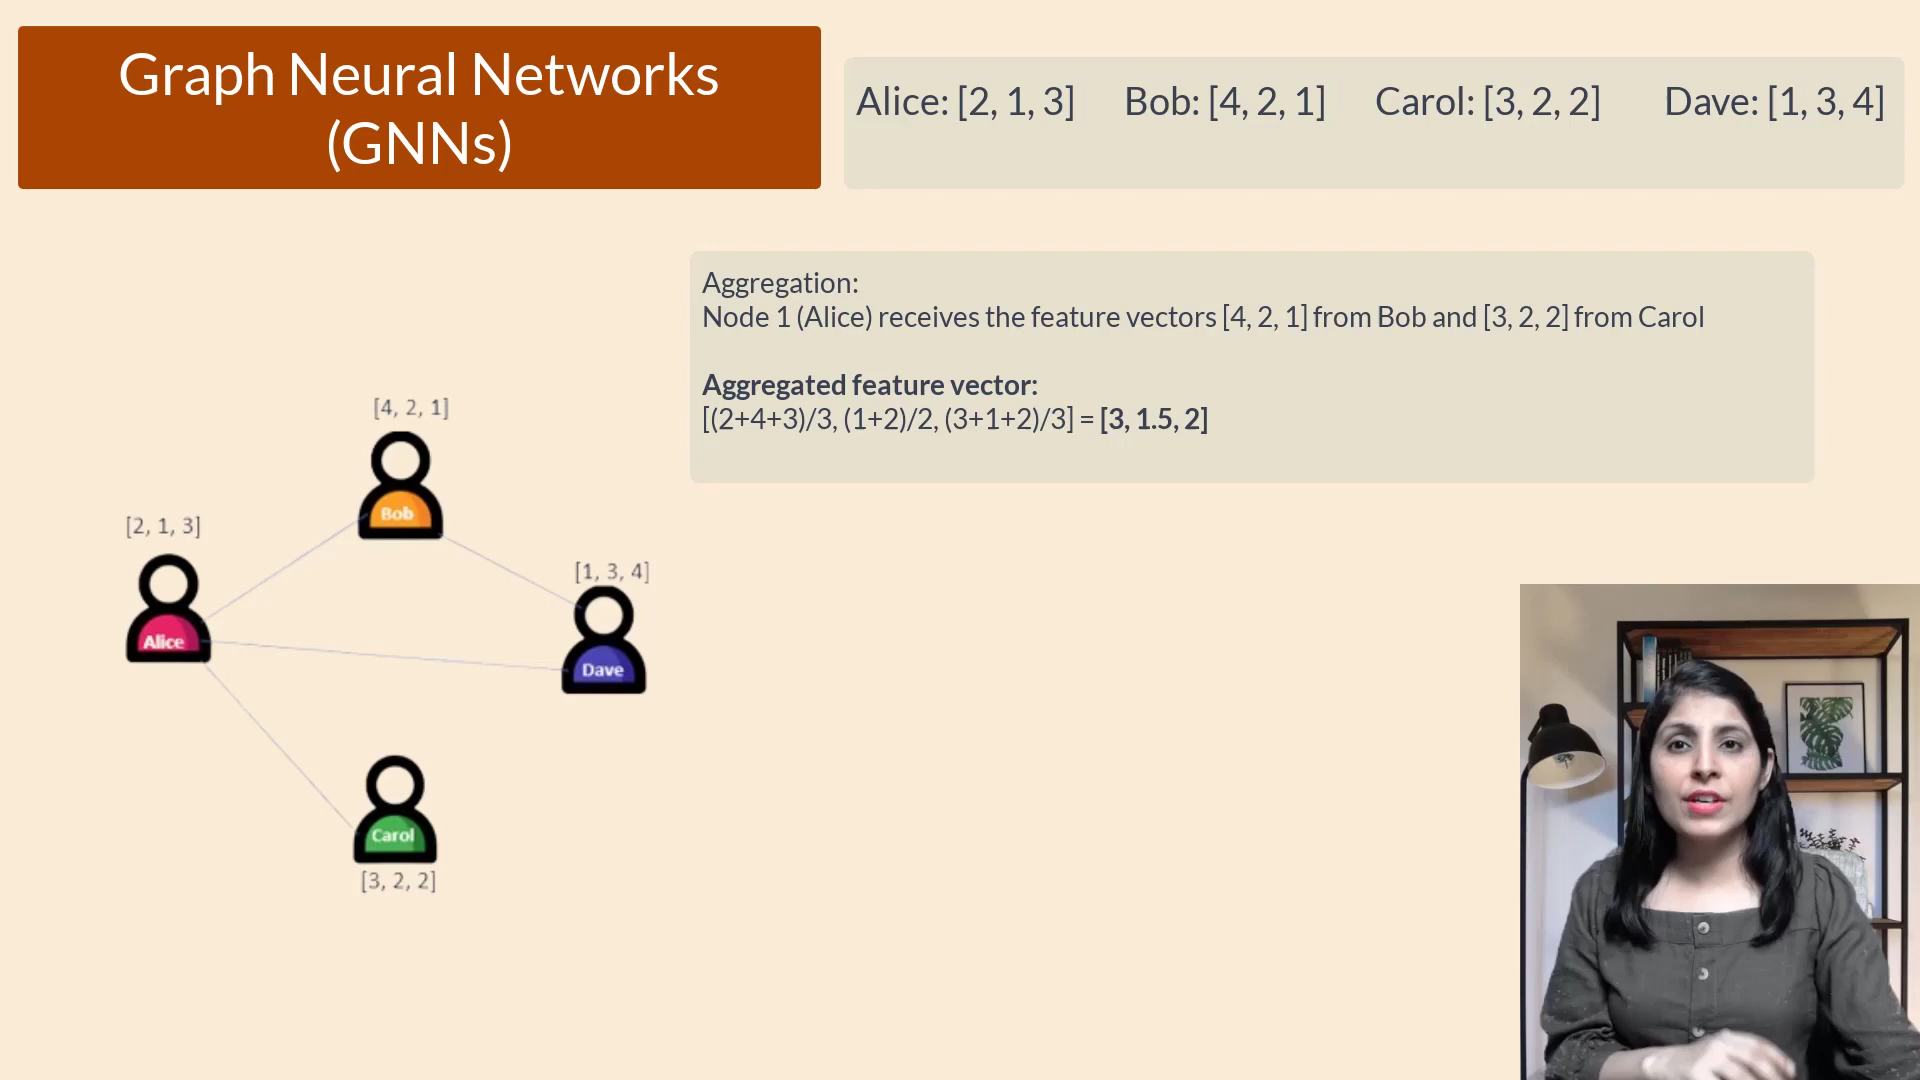 Graph Neural Networks
(GNNs)
Alice: [2, 1, 3] Bob: [4, 2, 1] Carol: [3, 2, 2] Dave: [1, 3, 4]
Aggregation:
Node 1 (Alice) receives the feature vectors [4, 2, 1] from Bob and [3, 2, 2] from Carol
Aggregated feature vector:
[(2+4+3)/3, (1+2)/2, (3+1+2)/3] = [3, 1.5, 2]
[4, 2, 1]
Bob
[2, 1, 3]
Alice
[1, 3, 4]
Dave
Carol
[3, 2, 2]